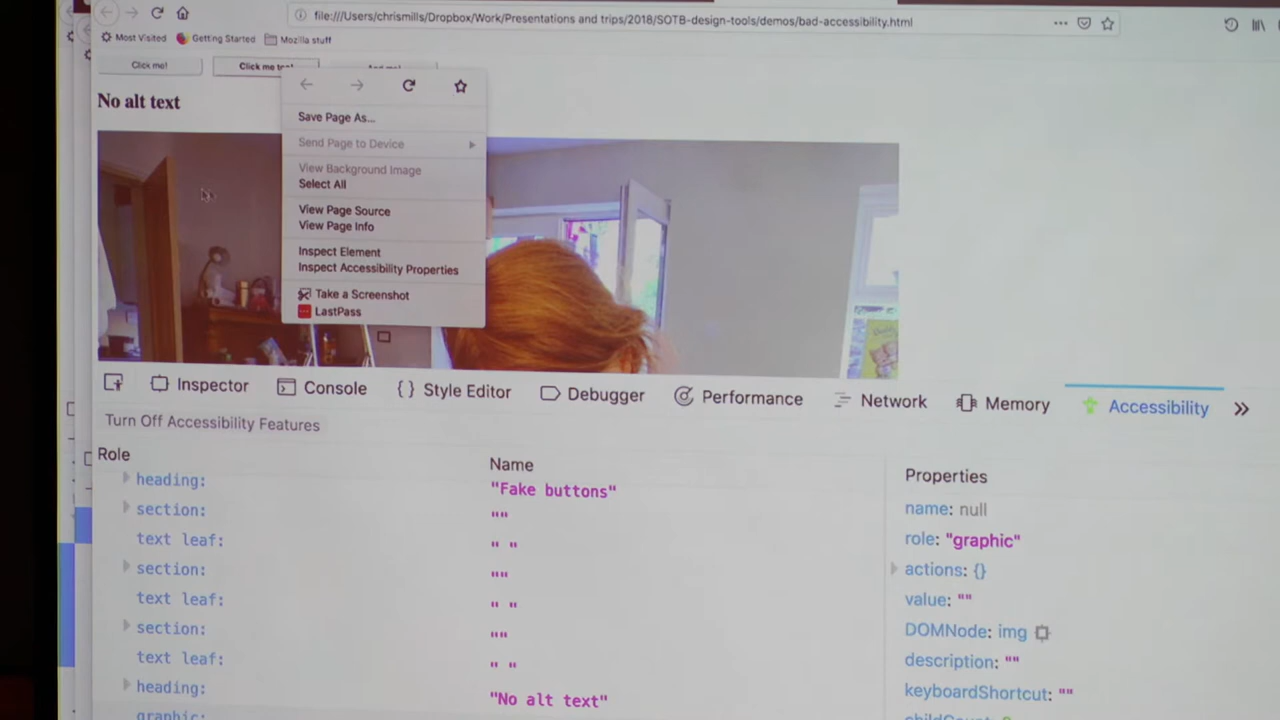 file:///Users/chrismills/Dropbox/Work/Presentations and trips/2018/SOTB-design-tools/demos/bad-accessibility.html
Most Visited Getting Started Mozilla stuff
Click me!
No alt text
Save Page As...
Send Page to Device
View Background Image
Select All
View Page Source
View Page Info
Inspect Element
Inspect Accessibility Properties
Take a Screenshot
LastPass
Inspector Console { } Style Editor Debugger Performance Network Memory Accessibility
Turn Off Accessibility Features
Role Name
heading: "Fake buttons"
section: ""
text leaf: " "
section: ""
text leaf: " "
section: ""
text leaf: " "
heading: "No alt text"
graphic:
Properties
name: null
role: "graphic"
actions: {}
value: ""
DOMNode: img
description: ""
keyboardShortcut: ""